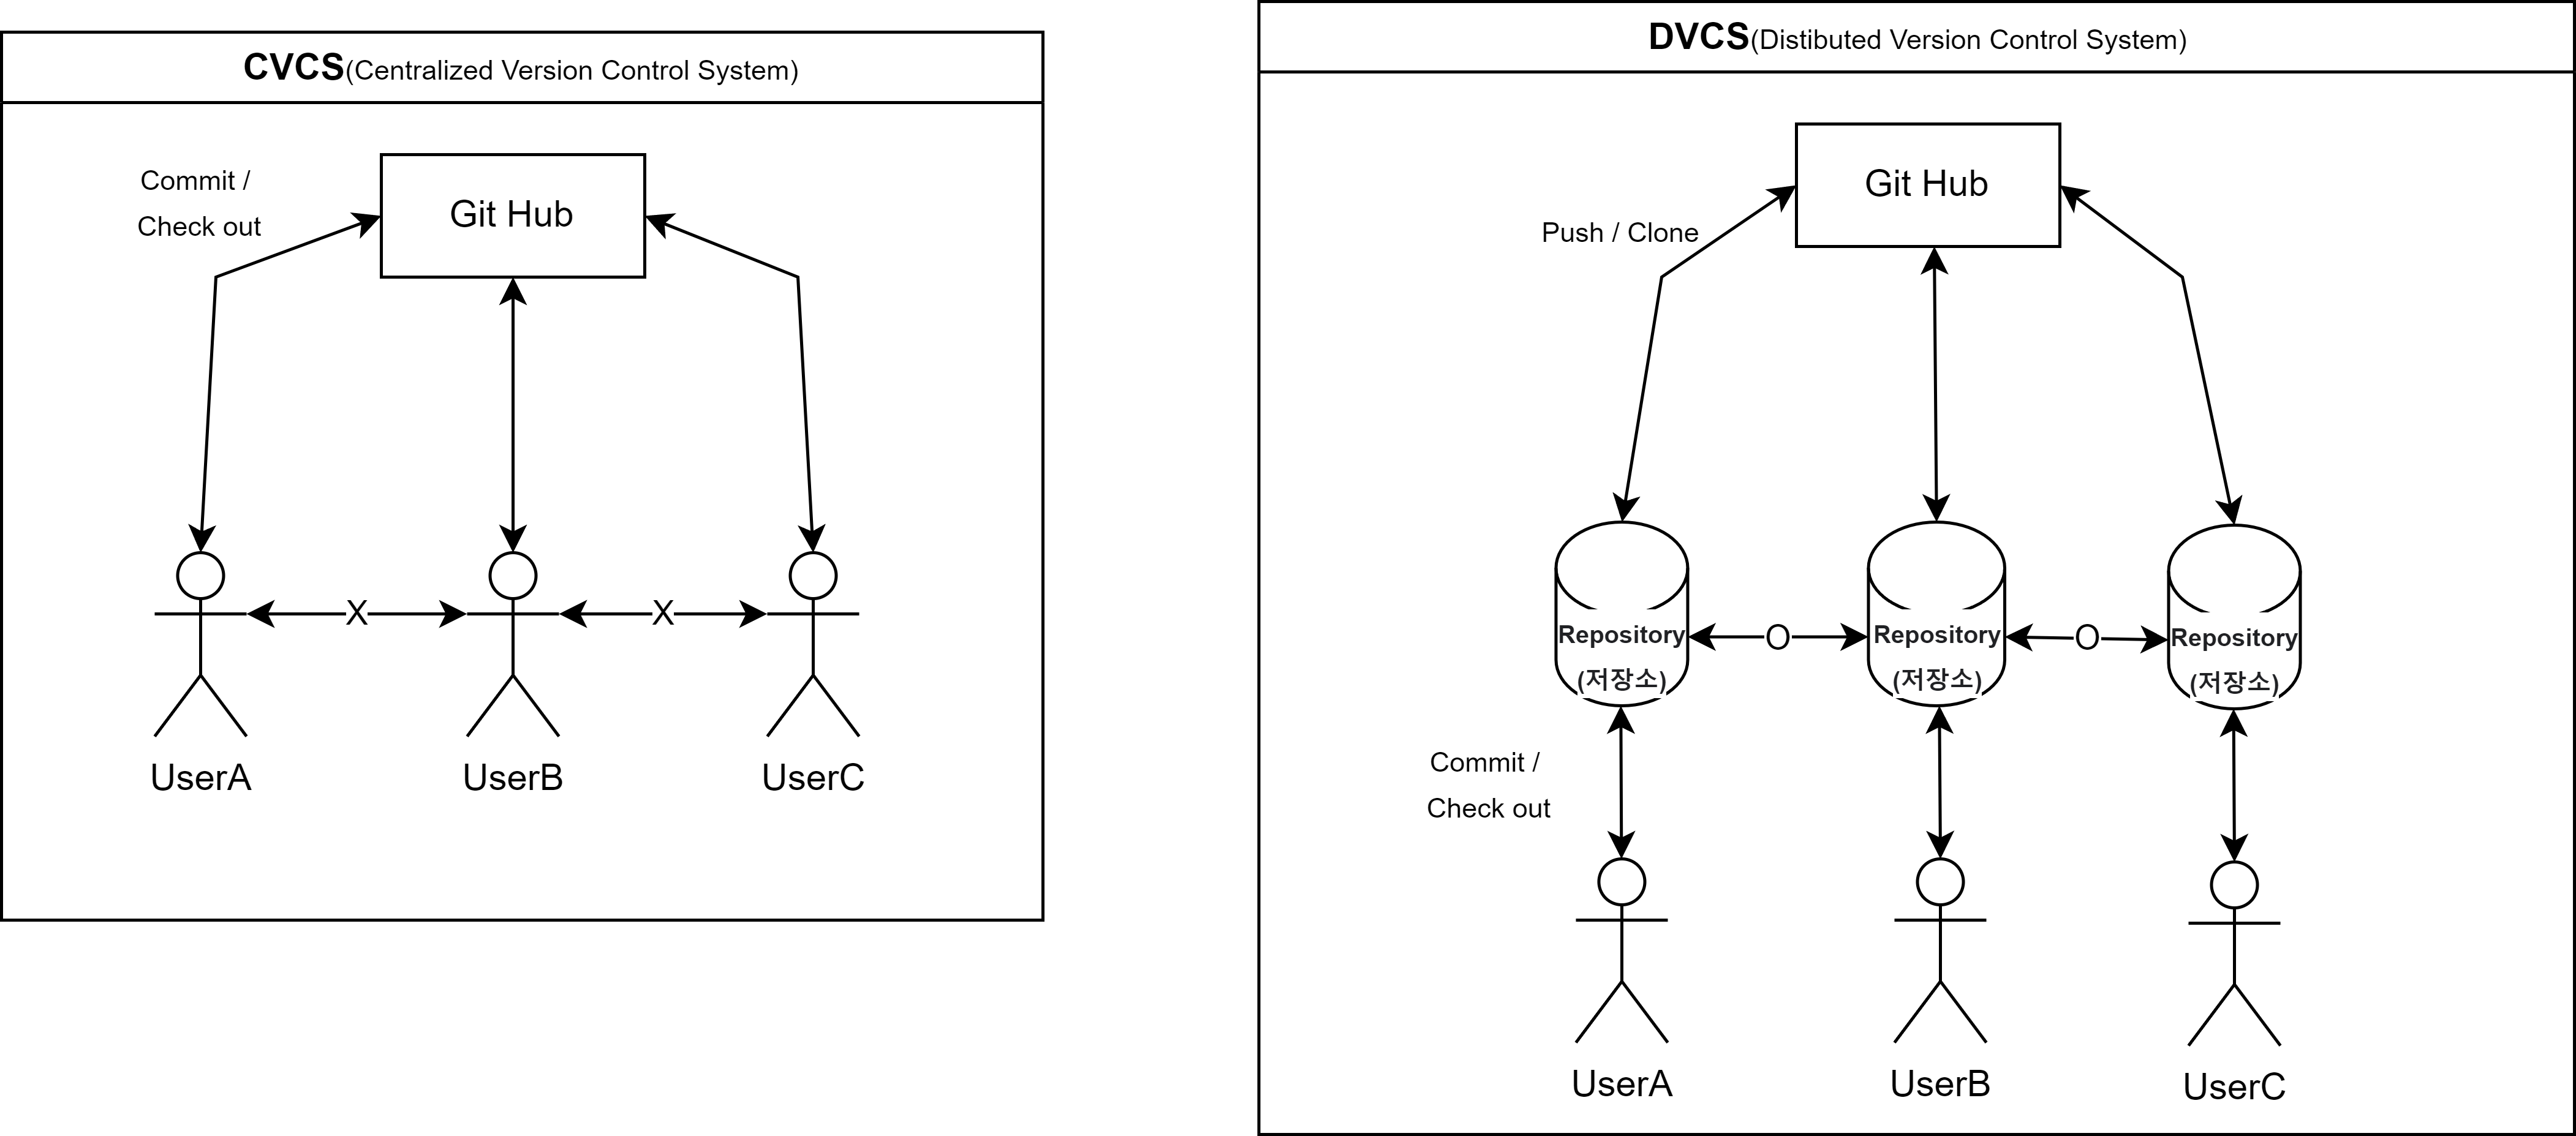 CVCS(Centralized Version Control System)
Commit /
Check out
Git Hub
X
X
UserA
UserB
UserC
DVCS(Distibuted Version Control System)
Git Hub
Push / Clone
Repository
(저장소)
O
Repository
(저장소)
O
Repository
(저장소)
Commit /
Check out
UserA
UserB
UserC